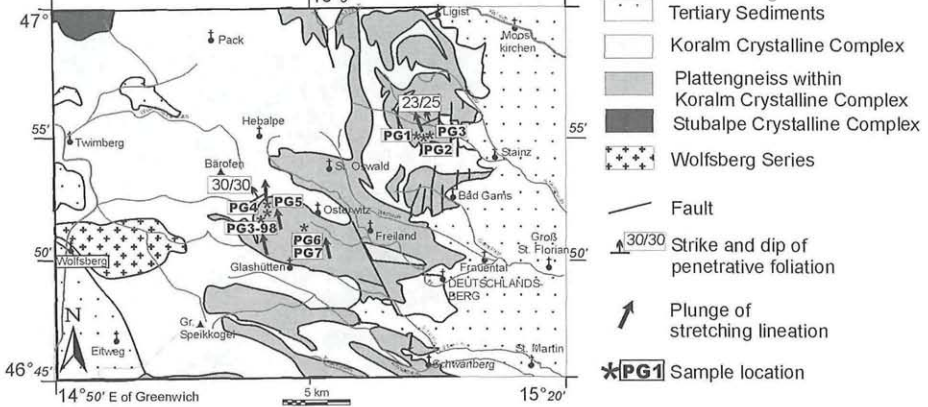 47°
Ligist
Pack
Moos
kirchen
Tertiary Sediments
Koralm Crystalline Complex
Plattengneiss within
Koralm Crystalline Complex
Stubalpe Crystalline Complex
Wolfsberg Series
Fault
30/30 Strike and dip of
penetrative foliation
Plunge of
stretching lineation
*PG1 Sample location
23/25
55'
Hebalpe
PG1
PG3
55'
PG2
Twimberg
Stainz
Bärofen
St. Oswald
30/30
Bad Gams
PG4
PG5
Osterwitz
PG3-98
PG6
Freiland
Groß
St. Florian
50'
PG7
50'
Wolfsberg
Glashütten
Frauental
DEUTSCHLANDS-
BERG
N
Gr.
Speikkogel
Eitweg
St. Martin
Schwanberg
46°45'
14°50' E of Greenwich
5 km
15°20'